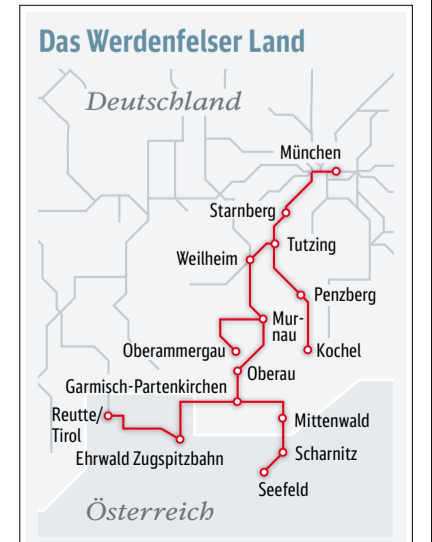 Das Werdenfelser Land
Deutschland
München
Starnberg
Tutzing
Weilheim
Penzberg
Mur-
nau
Oberammergau
Kochel
Oberau
Garmisch-Partenkirchen
Reutte/
Tirol
Mittenwald
Ehrwald Zugspitzbahn
Scharnitz
Seefeld
Österreich